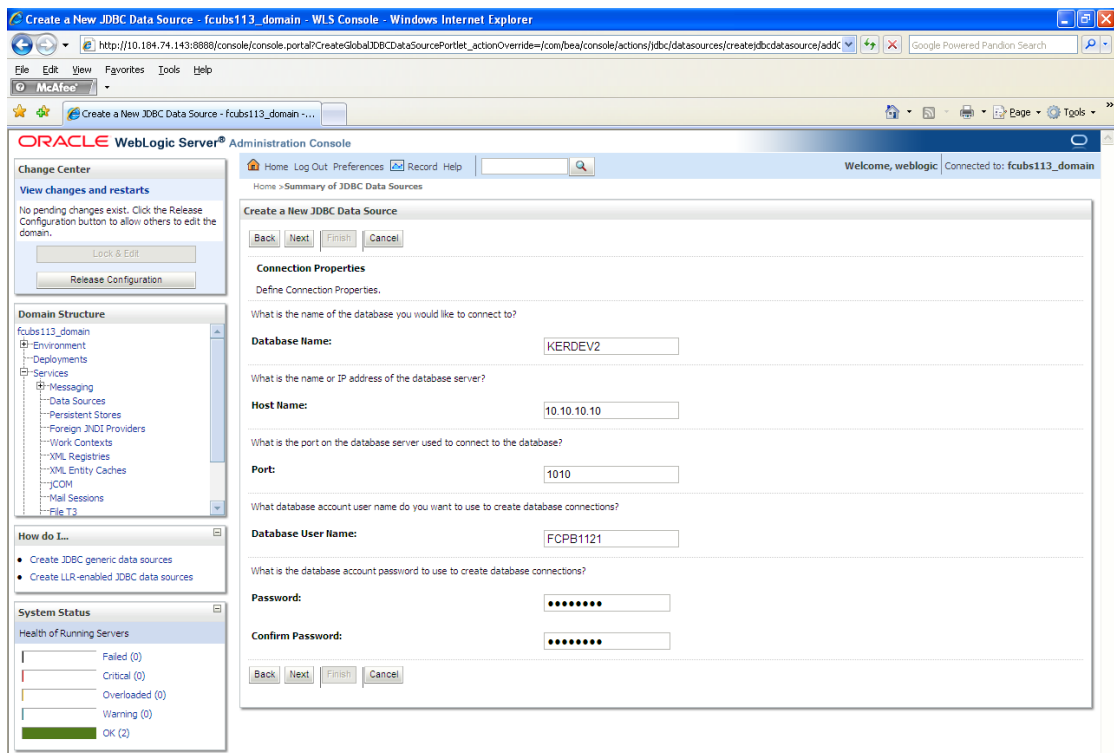 Create a New JDBC Data Source - fcubs113_domain - WLS Console - Windows Internet Explorer
http://10.184.74.143:8888/console/console.portal?CreateGlobalJDBCDataSourcePortlet_actionOverride=/com/bea/console/actions/jdbc/datasources/createjdbcdatasource/addC
Google Powered Pandion Search
File Edit View Favorites Tools Help
McAfee
Create a New JDBC Data Source - fcubs113_domain -...
Page Tools
ORACLE WebLogic Server® Administration Console
Change Center
View changes and restarts
No pending changes exist. Click the Release
Configuration button to allow others to edit the
domain.
Lock & Edit
Release Configuration
Domain Structure
fcubs113_domain
Environment
Deployments
Services
Messaging
Data Sources
Persistent Stores
Foreign JNDI Providers
Work Contexts
XML Registries
XML Entity Caches
jCOM
Mail Sessions
File T3
How do I...
Create JDBC generic data sources
Create LLR-enabled JDBC data sources
System Status
Health of Running Servers
Failed (0)
Critical (0)
Overloaded (0)
Warning (0)
OK (2)
Home Log Out Preferences Record Help
Welcome, weblogic Connected to: fcubs113_domain
Home >Summary of JDBC Data Sources
Create a New JDBC Data Source
Back Next Finish Cancel
Connection Properties
Define Connection Properties.
What is the name of the database you would like to connect to?
Database Name: KERDEV2
What is the name or IP address of the database server?
Host Name: 10.10.10.10
What is the port on the database server used to connect to the database?
Port: 1010
What database account user name do you want to use to create database connections?
Database User Name: FCPB1121
What is the database account password to use to create database connections?
Password: ●●●●●●●●
Confirm Password: ●●●●●●●●
Back Next Finish Cancel